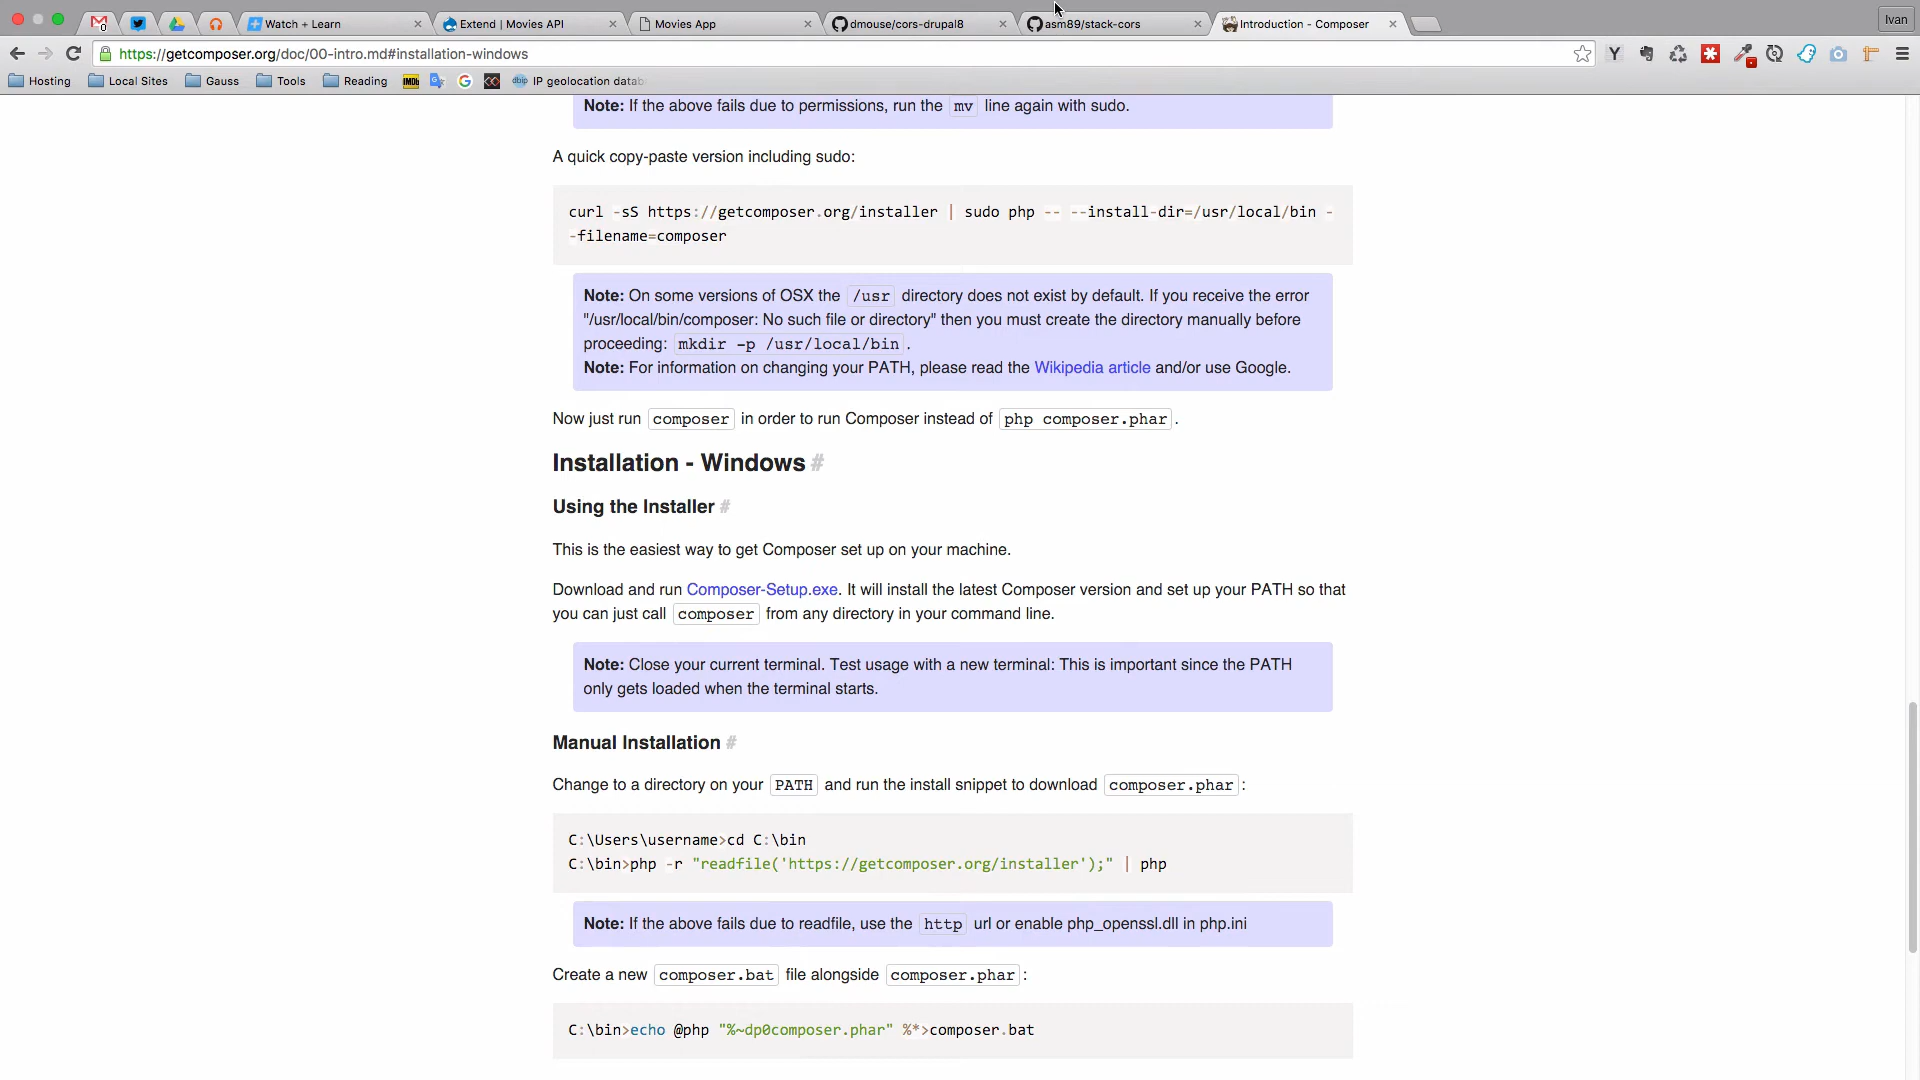 0
Watch + Learn
Extend | Movies API
Movies App
dmouse/cors-drupal8
asm89/stack-cors
Introduction - Composer
Ivan
https://getcomposer.org/doc/00-intro.md#installation-windows
Hosting
Local Sites
Gauss
Tools
Reading
IMDb
dbip
IP geolocation datab
Note: If the above fails due to permissions, run the mv line again with sudo.
A quick copy-paste version including sudo:
curl -sS https://getcomposer.org/installer | sudo php -- --install-dir=/usr/local/bin -
-filename=composer
Note: On some versions of OSX the /usr directory does not exist by default. If you receive the error
"/usr/local/bin/composer: No such file or directory" then you must create the directory manually before
proceeding: mkdir -p /usr/local/bin .
Note: For information on changing your PATH, please read the Wikipedia article and/or use Google.
Now just run composer in order to run Composer instead of php composer.phar .
Installation - Windows #
Using the Installer #
This is the easiest way to get Composer set up on your machine.
Download and run Composer-Setup.exe. It will install the latest Composer version and set up your PATH so that
you can just call composer from any directory in your command line.
Note: Close your current terminal. Test usage with a new terminal: This is important since the PATH
only gets loaded when the terminal starts.
Manual Installation #
Change to a directory on your PATH and run the install snippet to download composer.phar :
C:\Users\username>cd C:\bin
C:\bin>php -r "readfile('https://getcomposer.org/installer');" | php
Note: If the above fails due to readfile, use the http url or enable php_openssl.dll in php.ini
Create a new composer.bat file alongside composer.phar :
C:\bin>echo @php "%~dp0composer.phar" %*>composer.bat